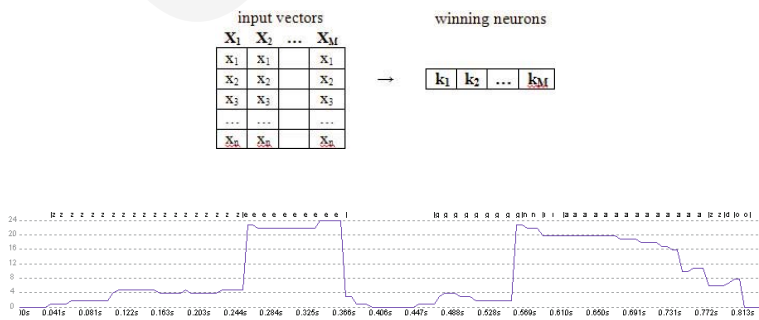 input vectors winning neurons
X1 X2 ... XM
x1 x1 x1
x2 x2 x2 → k1 k2 ... kM
x3 x3 x3
... ... ...
xn xn xn
24
20
16
12
8
4
0
0s 0.041s 0.081s 0.122s 0.163s 0.203s 0.244s 0.284s 0.325s 0.366s 0.406s 0.447s 0.488s 0.528s 0.569s 0.610s 0.650s 0.691s 0.731s 0.772s 0.813s